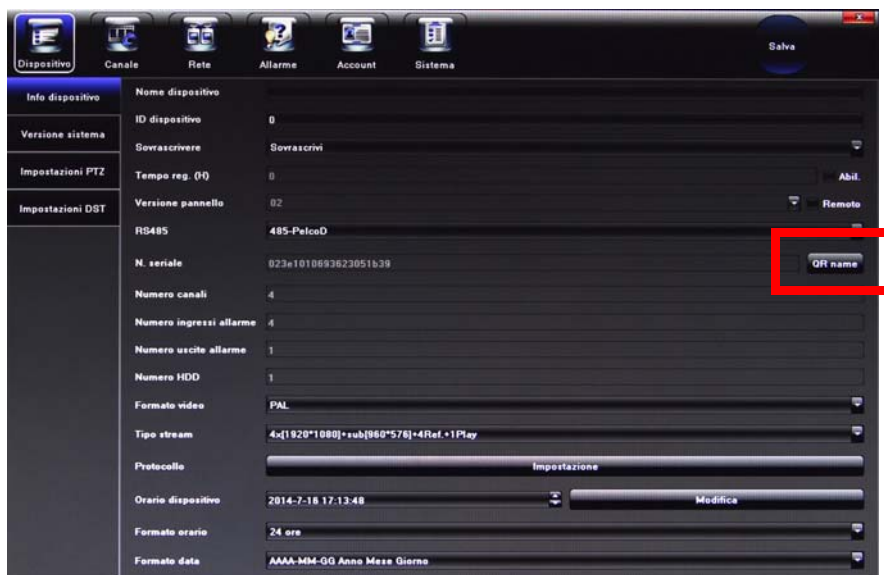 Salva
Dispositivo Canale Rete Allarme Account Sistema
Info dispositivo
Versione sistema
Impostazioni PTZ
Impostazioni DST
Nome dispositivo
ID dispositivo 0
Sovrascrivere Sovrascrivi
Tempo reg. (H) 0 Abil.
Versione pannello 02 Remoto
RS485 485-PelcoD
N. seriale 023e1010693623051b39 QR name
Numero canali 4
Numero ingressi allarme 4
Numero uscite allarme 1
Numero HDD 1
Formato video PAL
Tipo stream 4x[1920*1080]+sub[960*576]+4Ref.+1Play
Protocollo Impostazione
Orario dispositivo 2014-7-16 17:13:48 Modifica
Formato orario 24 ore
Formato data AAAA-MM-GG Anno Mese Giorno